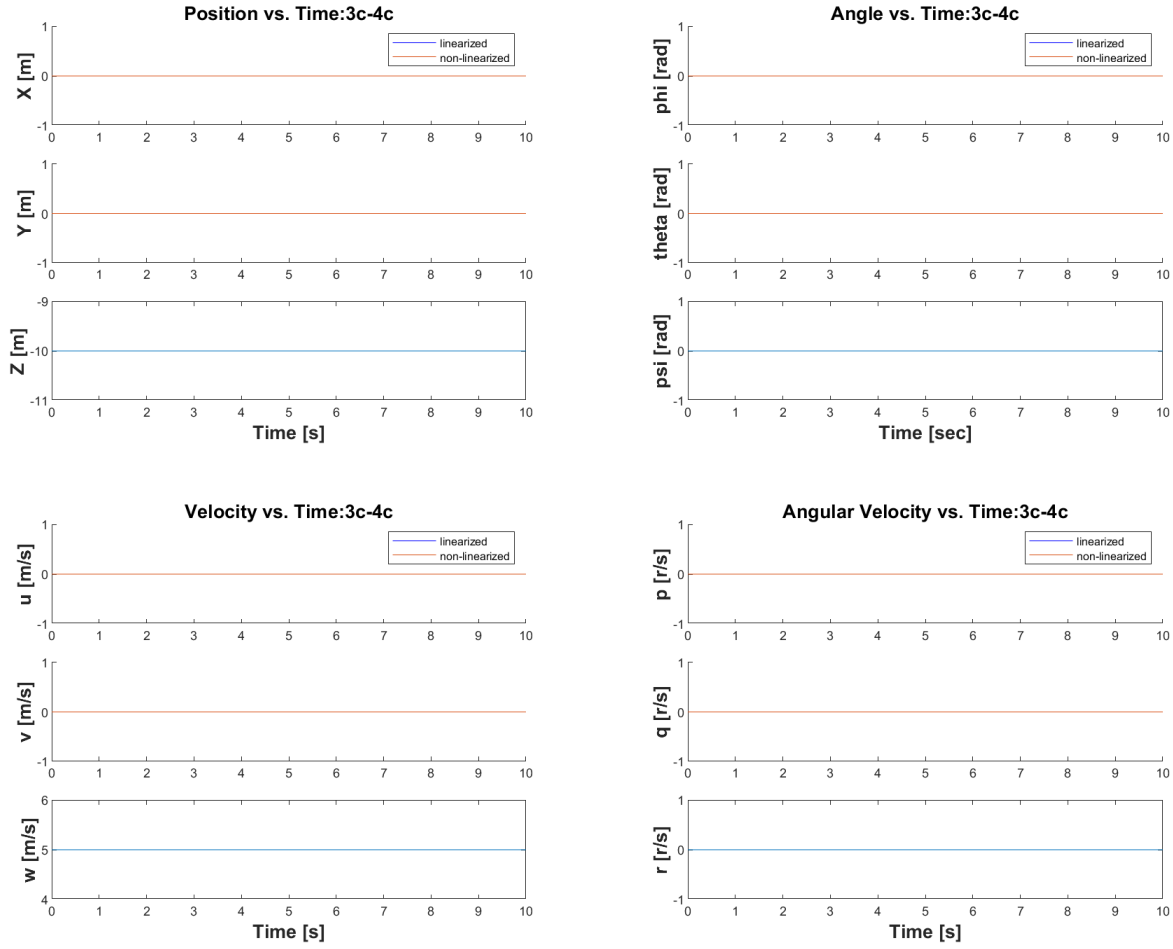 Position vs. Time:3c-4c
1
0
-1
X [m]
linearized
non-linearized
0 1 2 3 4 5 6 7 8 9 10
1
0
-1
Y [m]
0 1 2 3 4 5 6 7 8 9 10
-9
-10
-11
Z [m]
0 1 2 3 4 5 6 7 8 9 10
Time [s]
Angle vs. Time:3c-4c
1
0
-1
phi [rad]
linearized
non-linearized
0 1 2 3 4 5 6 7 8 9 10
1
0
-1
theta [rad]
0 1 2 3 4 5 6 7 8 9 10
1
0
-1
psi [rad]
0 1 2 3 4 5 6 7 8 9 10
Time [sec]
Velocity vs. Time:3c-4c
1
0
-1
u [m/s]
linearized
non-linearized
0 1 2 3 4 5 6 7 8 9 10
1
0
-1
v [m/s]
0 1 2 3 4 5 6 7 8 9 10
6
5
4
w [m/s]
0 1 2 3 4 5 6 7 8 9 10
Time [s]
Angular Velocity vs. Time:3c-4c
1
0
-1
p [r/s]
linearized
non-linearized
0 1 2 3 4 5 6 7 8 9 10
1
0
-1
q [r/s]
0 1 2 3 4 5 6 7 8 9 10
1
0
-1
r [r/s]
0 1 2 3 4 5 6 7 8 9 10
Time [s]